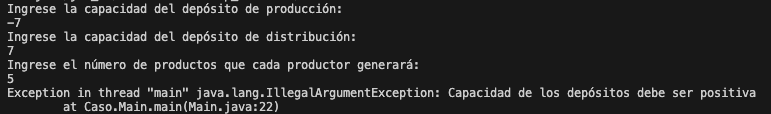 Ingrese la capacidad del depósito de producción:
-7
Ingrese la capacidad del depósito de distribución:
7
Ingrese el número de productos que cada productor generará:
5
Exception in thread "main" java.lang.IllegalArgumentException: Capacidad de los depósitos debe ser positiva
at Caso.Main.main(Main.java:22)